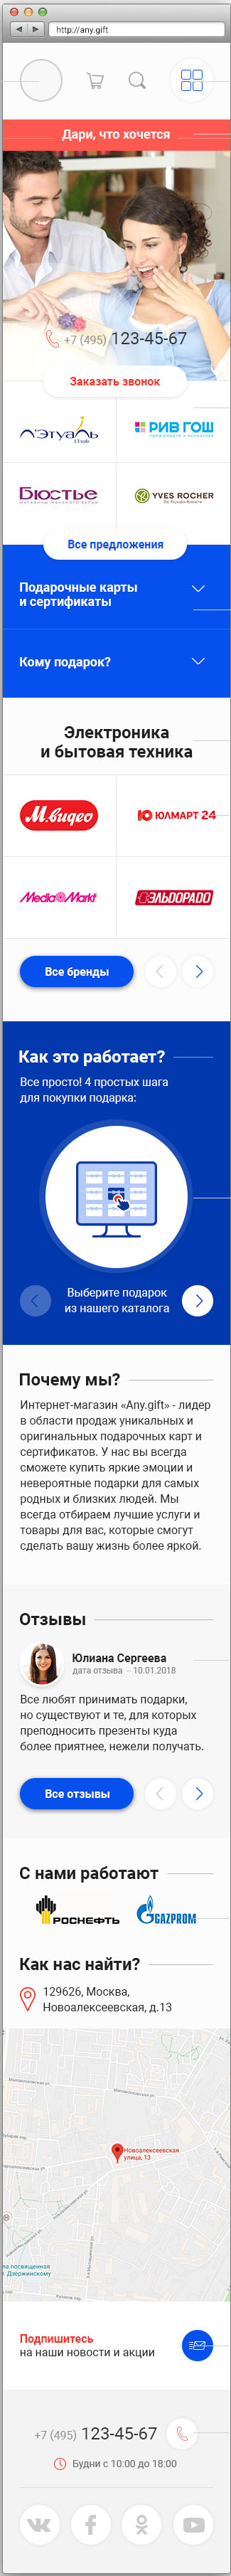 http://any.gift
Дари, что хочется
+7 (495) 123-45-67
Заказать звонок
Лэтуаль
РИВ ГОШ
Бюстье
YVES ROCHER
Все предложения
Подарочные карты
и сертификаты
Кому подарок?
Электроника
и бытовая техника
М.видео
ЮЛМАРТ 24
Media Markt
ЭЛЬДОРАДО
Все бренды
Как это работает?
Все просто! 4 простых шага
для покупки подарка:
Выберите подарок
из нашего каталога
Почему мы?
Интернет-магазин «Any.gift» - лидер
в области продаж уникальных и
оригинальных подарочных карт и
сертификатов. У нас вы всегда
сможете купить яркие эмоции и
невероятные подарки для самых
родных и близких людей. Мы
всегда отбираем лучшие услуги и
товары для вас, которые смогут
сделать вашу жизнь более яркой.
Отзывы
Юлиана Сергеева
дата отзыва – 10.01.2018
Все любят принимать подарки,
но существуют и те, для которых
преподносить презенты куда
более приятнее, нежели получать.
Все отзывы
С нами работают
РОСНЕФТЬ
GAZPROM
Как нас найти?
129626, Москва,
Новоалексеевская, д.13
Новоалексеевская
улица, 13
ла посвященная
Дзержинскому
Подпишитесь
на наши новости и акции
+7 (495) 123-45-67
Будни с 10:00 до 18:00